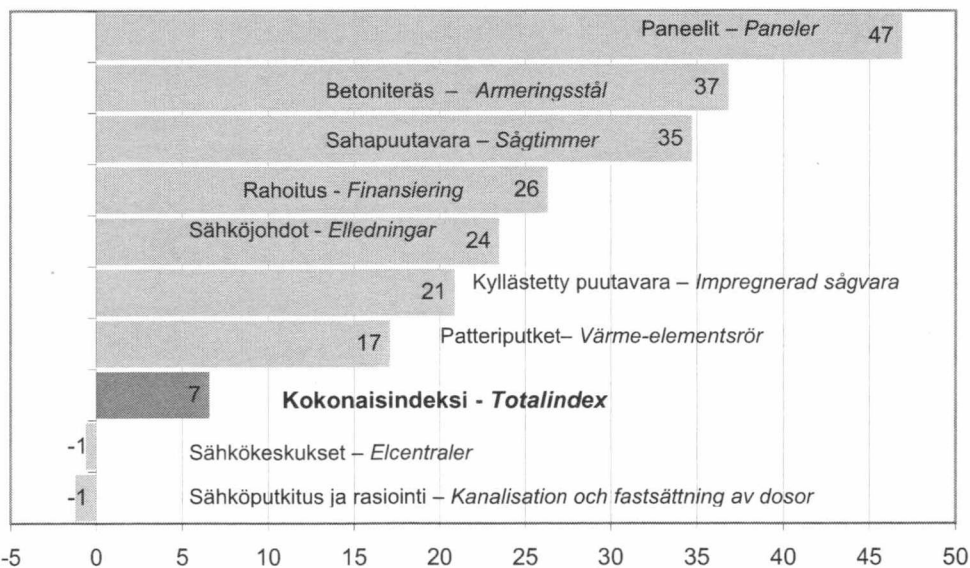 Paneelit – Paneler 47
Betoniteräs – Armeringsstål 37
Sahapuutavara – Sågtimmer 35
Rahoitus - Finansiering 26
Sähköjohdot - Elledningar 24
21 Kyllästetty puutavara – Impregnerad sågvara
17 Patteriputket– Värme-elementsrör
7 Kokonaisindeksi - Totalindex
-1 Sähkökeskukset – Elcentraler
-1 Sähköputkitus ja rasiointi – Kanalisation och fastsättning av dosor
-5 0 5 10 15 20 25 30 35 40 45 50